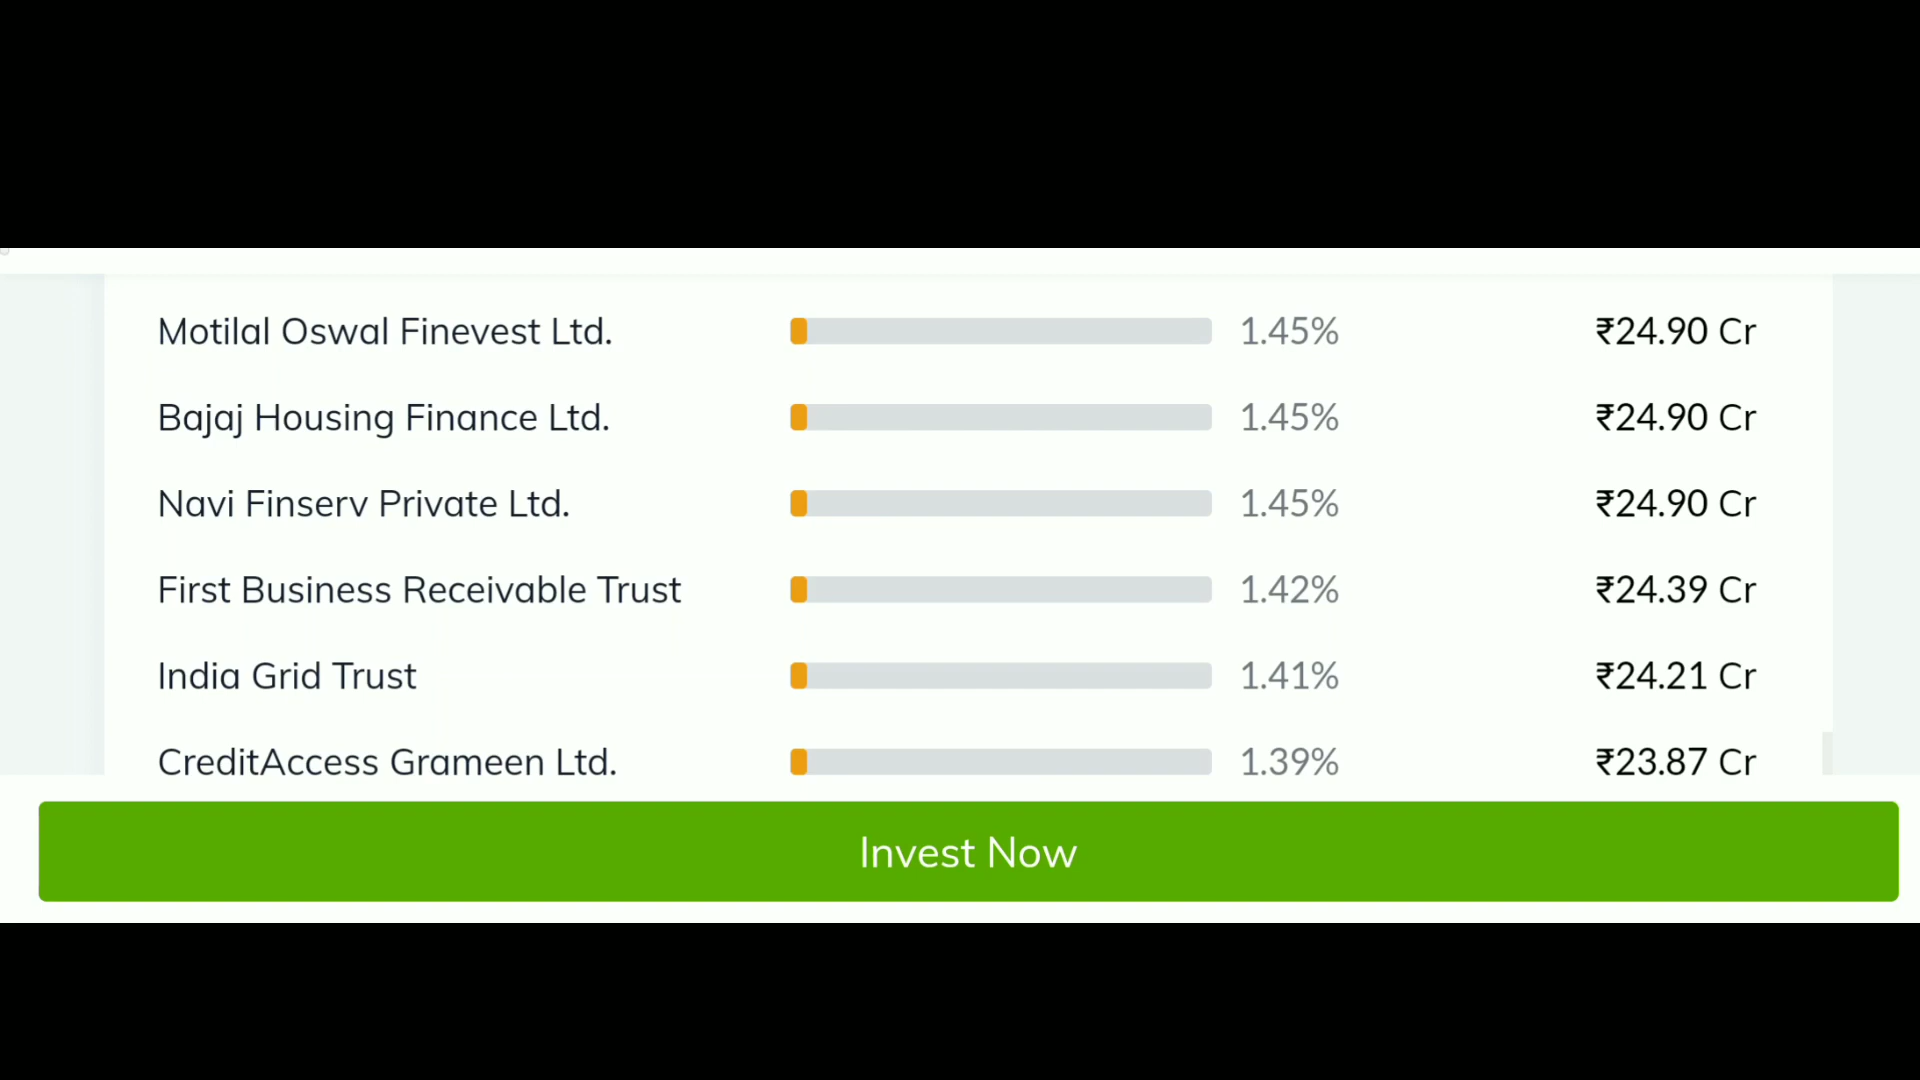 Motilal Oswal Finevest Ltd. 1.45% ₹24.90 Cr
Bajaj Housing Finance Ltd. 1.45% ₹24.90 Cr
Navi Finserv Private Ltd. 1.45% ₹24.90 Cr
First Business Receivable Trust 1.42% ₹24.39 Cr
India Grid Trust 1.41% ₹24.21 Cr
CreditAccess Grameen Ltd. 1.39% ₹23.87 Cr
Invest Now